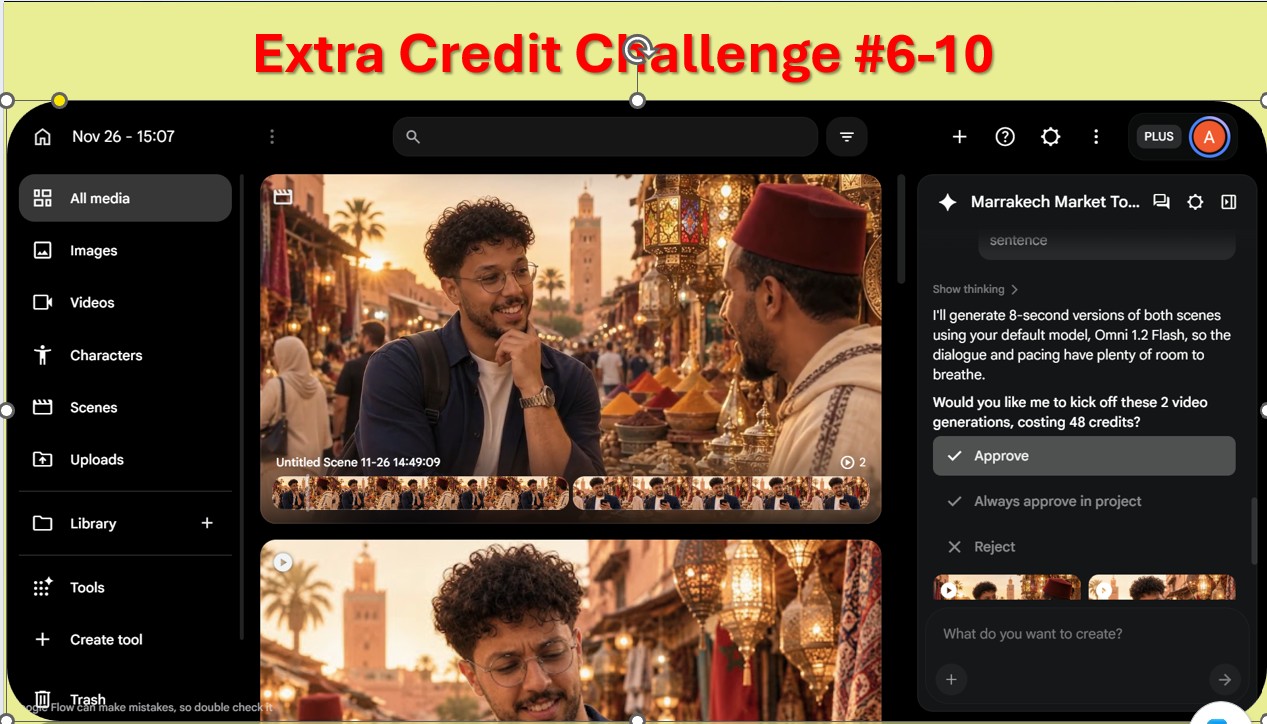 Extra Credit Challenge #6-10
Nov 26 - 15:07
PLUS
A
All media
Images
Videos
Characters
Scenes
Uploads
Library
Tools
Create tool
Trash
Flow can make mistakes, so double check it
Untitled Scene 11-26 14:49:09
2
Marrakech Market To...
sentence
Show thinking
I'll generate 8-second versions of both scenes
using your default model, Omni 1.2 Flash, so the
dialogue and pacing have plenty of room to
breathe.
Would you like me to kick off these 2 video
generations, costing 48 credits?
Approve
Always approve in project
Reject
What do you want to create?